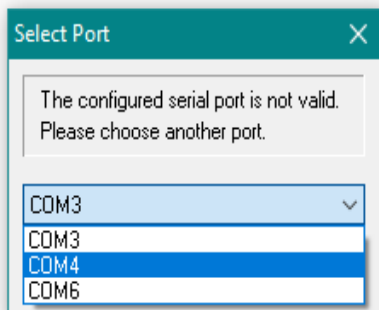 Select Port
The configured serial port is not valid.
Please choose another port.
COM3
COM3
COM4
COM6